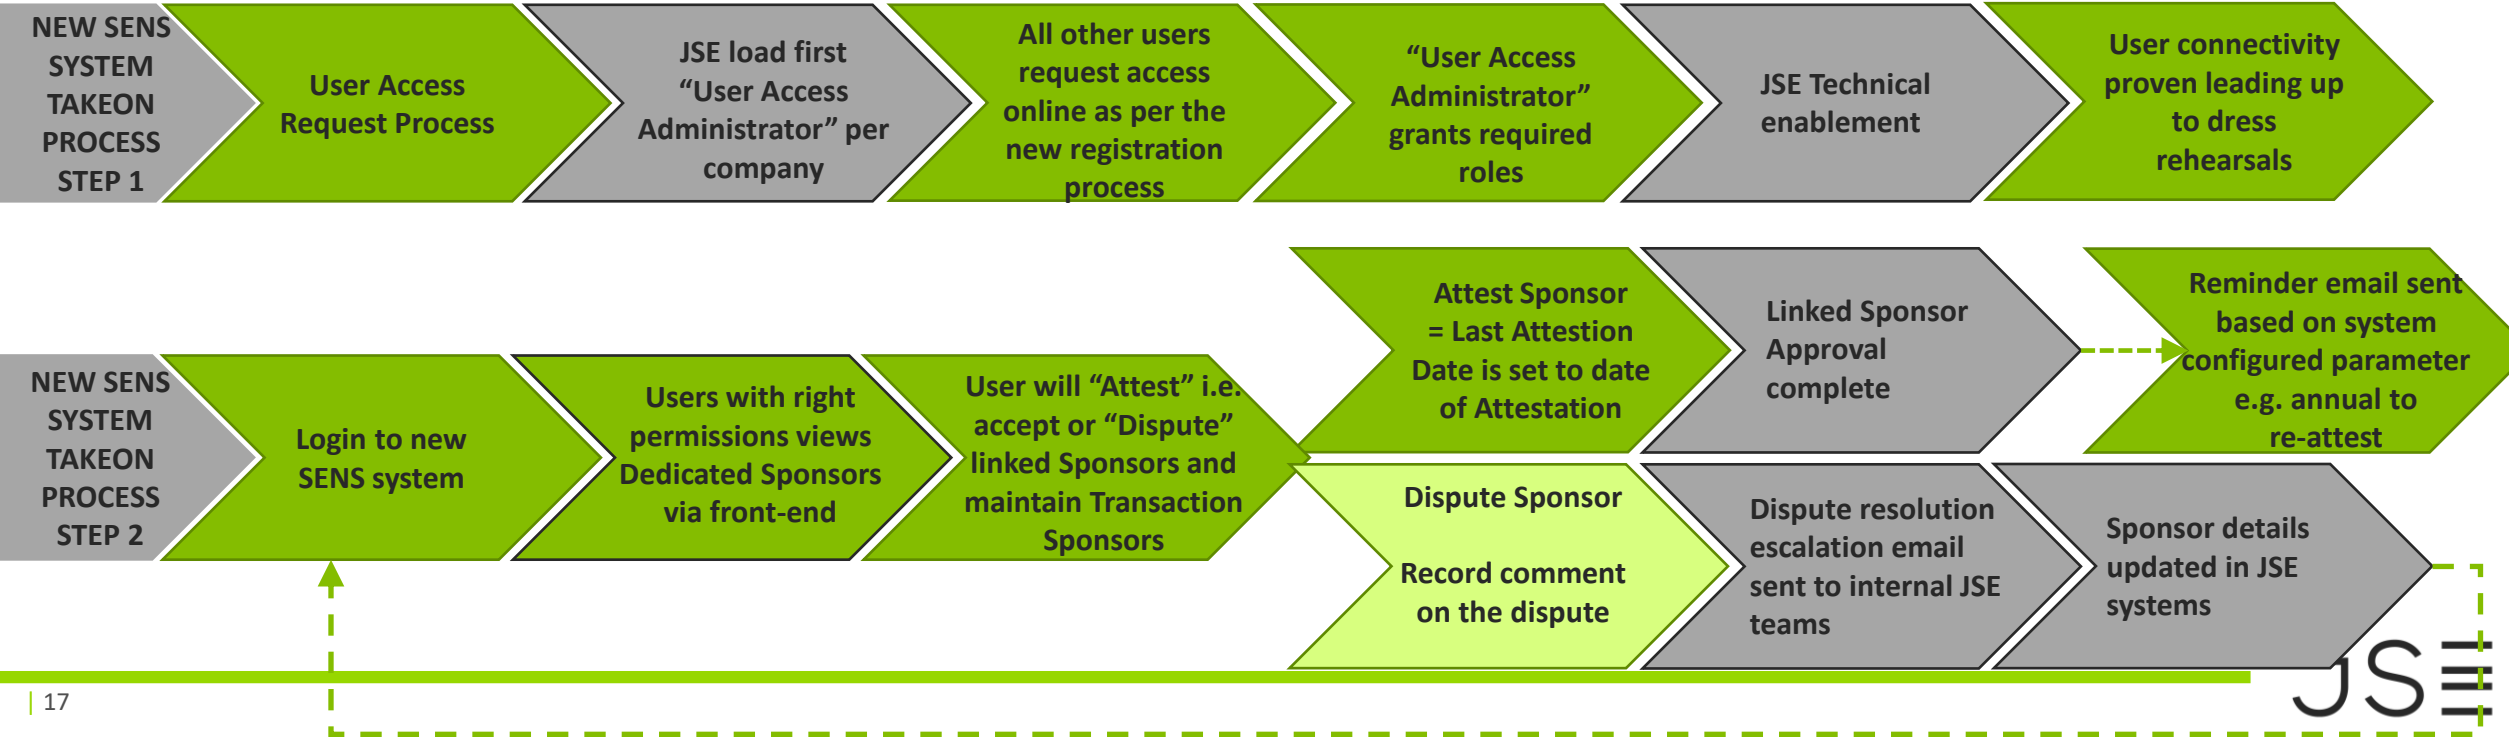 NEW SENS
SYSTEM
TAKEON
PROCESS
STEP 1
User Access
Request Process
JSE load first
“User Access
Administrator” per
company
All other users
request access
online as per the
new registration
process
“User Access
Administrator”
grants required
roles
JSE Technical
enablement
User connectivity
proven leading up
to dress
rehearsals
NEW SENS
SYSTEM
TAKEON
PROCESS
STEP 2
Login to new
SENS system
Users with right
permissions views
Dedicated Sponsors
via front-end
User will “Attest” i.e.
accept or “Dispute”
linked Sponsors and
maintain Transaction
Sponsors
Attest Sponsor
= Last Attestion
Date is set to date
of Attestation
Linked Sponsor
Approval
complete
Reminder email sent
based on system
configured parameter
e.g. annual to
re-attest
Dispute Sponsor
Record comment
on the dispute
Dispute resolution
escalation email
sent to internal JSE
teams
Sponsor details
updated in JSE
systems
| 17
JSE